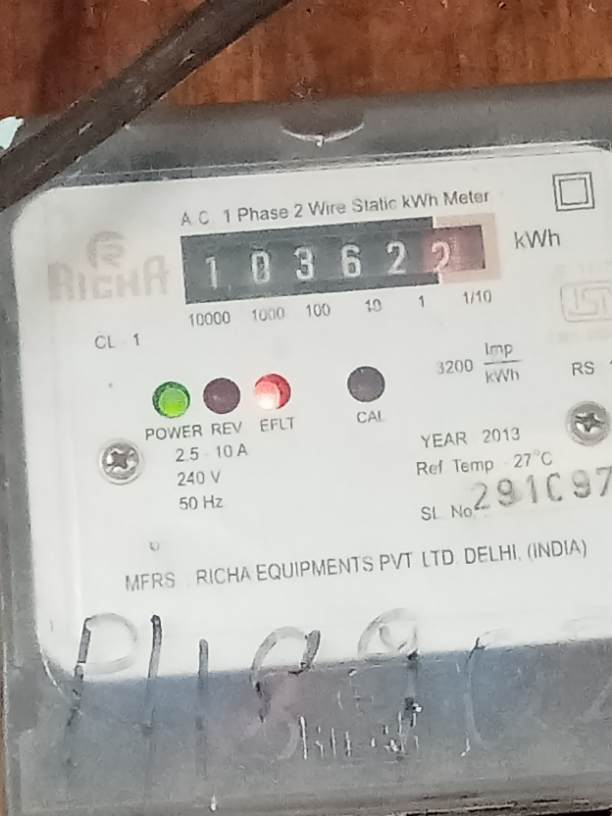 A.C. 1 Phase 2 Wire Static kWh Meter
RICHA
1 0 3 6 2 2 kWh
10000 1000 100 10 1 1/10
CL 1
3200 Imp/kWh
RS
POWER REV EFLT CAL
2.5 - 10 A
240 V
50 Hz
YEAR 2013
Ref Temp - 27°C
SL No 291C97
MFRS : RICHA EQUIPMENTS PVT LTD. DELHI, (INDIA)